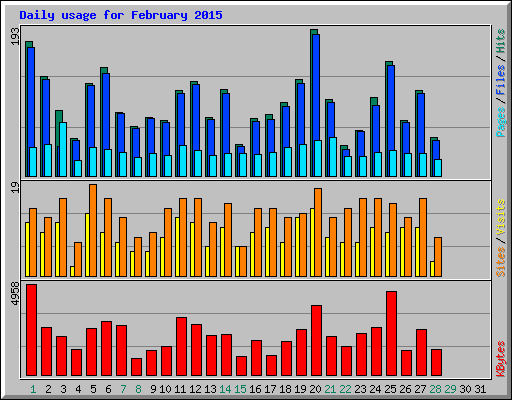 Daily usage for February 2015
193
Pages / Files / Hits
19
Sites / Visits
4958
KBytes
1 2 3 4 5 6 7 8 9 10 11 12 13 14 15 16 17 18 19 20 21 22 23 24 25 26 27 28 29 30 31